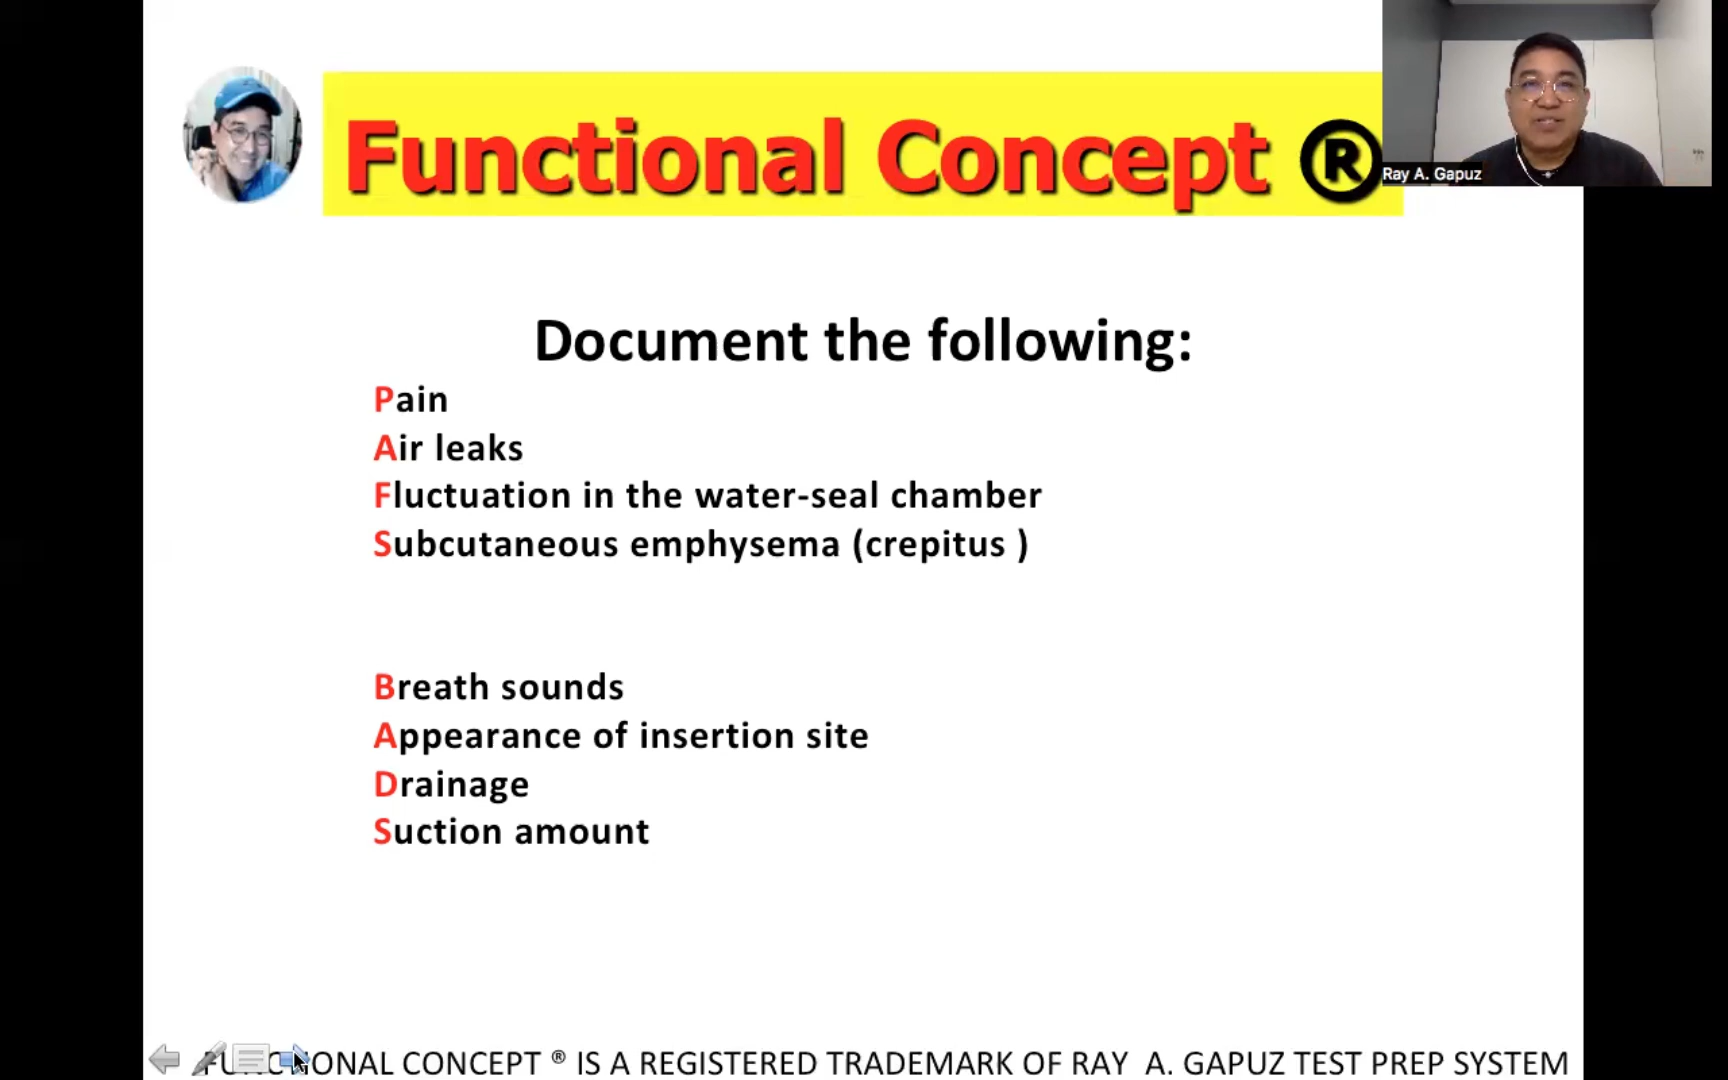 Functional Concept ®
Ray A. Gapuz
Document the following:
Pain
Air leaks
Fluctuation in the water-seal chamber
Subcutaneous emphysema (crepitus )
Breath sounds
Appearance of insertion site
Drainage
Suction amount
FUNCTIONAL CONCEPT ® IS A REGISTERED TRADEMARK OF RAY A. GAPUZ TEST PREP SYSTEM